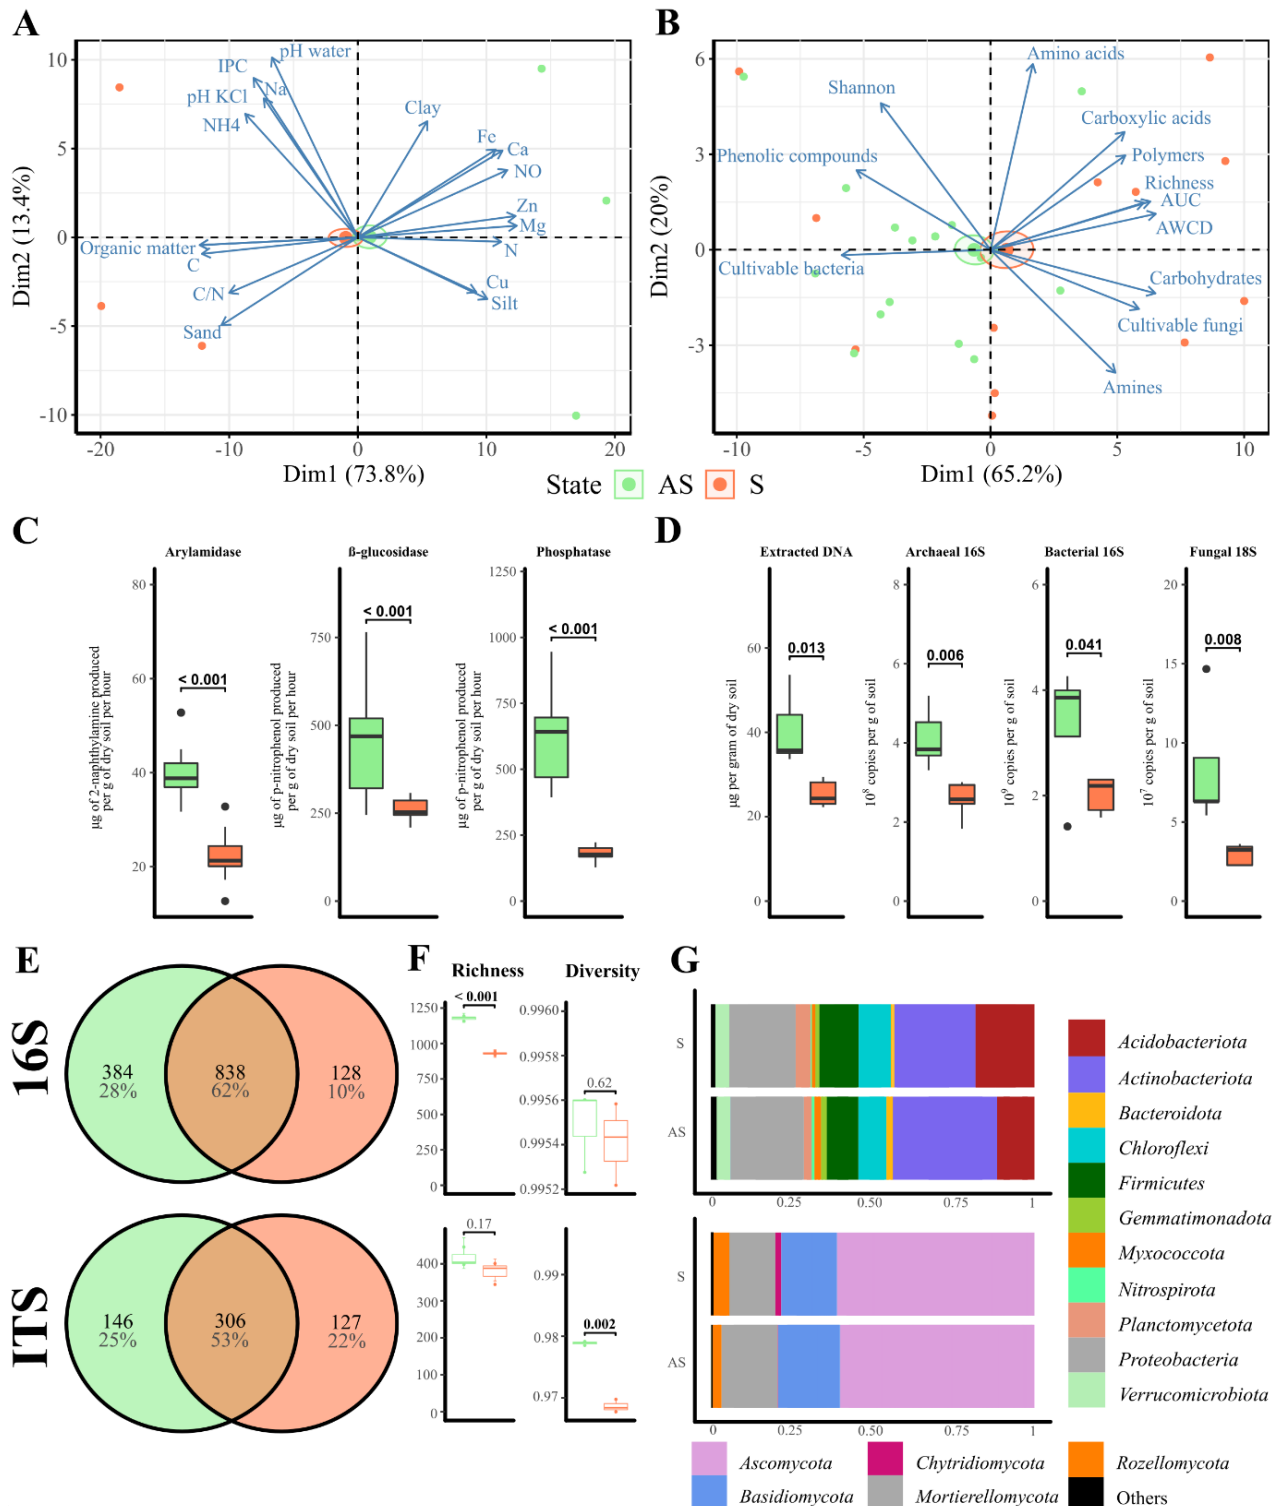 A
B
10
5
0
-5
-10
-20
-10
0
10
20
Dim2 (13.4%)
Dim1 (73.8%)
pH water
IPC
Na
pH KCl
NH4
Clay
Fe
Ca
NO
Zn
Mg
N
Cu
Silt
Organic matter
C
C/N
Sand
6
3
0
-3
-10
-5
0
5
10
Dim2 (20%)
Dim1 (65.2%)
Amino acids
Shannon
Carboxylic acids
Phenolic compounds
Polymers
Richness
AUC
AWCD
Cultivable bacteria
Carbohydrates
Cultivable fungi
Amines
State AS S
C
Arylamidase
80
60
40
20
< 0.001
µg of 2-naphthylamine produced
per g of dry soil per hour
ß-glucosidase
750
500
250
0
< 0.001
µg of p-nitrophenol produced
per g of dry soil per hour
Phosphatase
1250
1000
750
500
250
0
< 0.001
µg of p-nitrophenol produced
per g of dry soil per hour
D
Extracted DNA
60
40
20
0
0.013
µg per gram of dry soil
Archaeal 16S
8
6
4
2
0
0.006
10⁸ copies per g of soil
Bacterial 16S
6
4
2
0
0.041
10⁹ copies per g of soil
Fungal 18S
20
15
10
5
0
0.008
10⁷ copies per g of soil
E
16S
384
28%
838
62%
128
10%
ITS
146
25%
306
53%
127
22%
F
Richness
Diversity
< 0.001
1250
1000
750
500
250
0
0.9960
0.9958
0.9956
0.9954
0.9952
0.62
0.17
400
300
200
100
0
0.99
0.98
0.97
0.002
G
S
AS
0
0.25
0.50
0.75
1
S
AS
0
0.25
0.50
0.75
1
Acidobacteriota
Actinobacteriota
Bacteroidota
Chloroflexi
Firmicutes
Gemmatimonadota
Myxococcota
Nitrospirota
Planctomycetota
Proteobacteria
Verrucomicrobiota
Ascomycota
Chytridiomycota
Rozellomycota
Basidiomycota
Mortierellomycota
Others